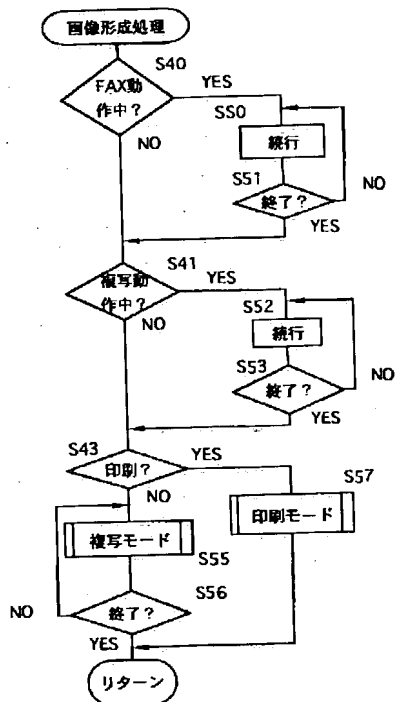 画像形成処理
S40
FAX動
作中？
YES
NO
SS0
続行
S51
終了？
NO
YES
S41
複写動
作中？
YES
NO
S52
続行
S53
終了？
NO
YES
S43
印刷？
YES
NO
S57
印刷モード
複写モード
S55
S56
終了？
NO
YES
リターン